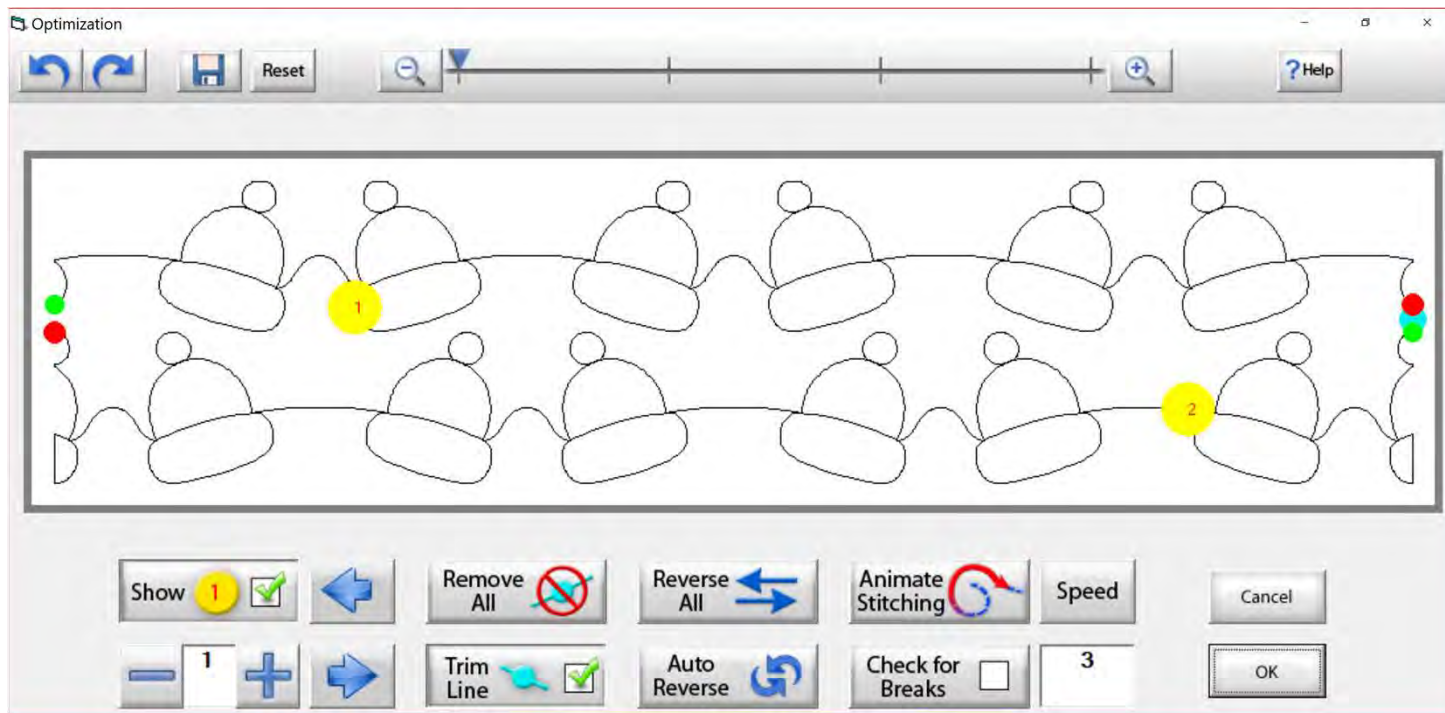 Optimization
Reset
? Help
1
2
Show 1
Remove
All
Reverse
All
Animate
Stitching
Speed
Cancel
1
Trim
Line
Auto
Reverse
Check for
Breaks
3
OK